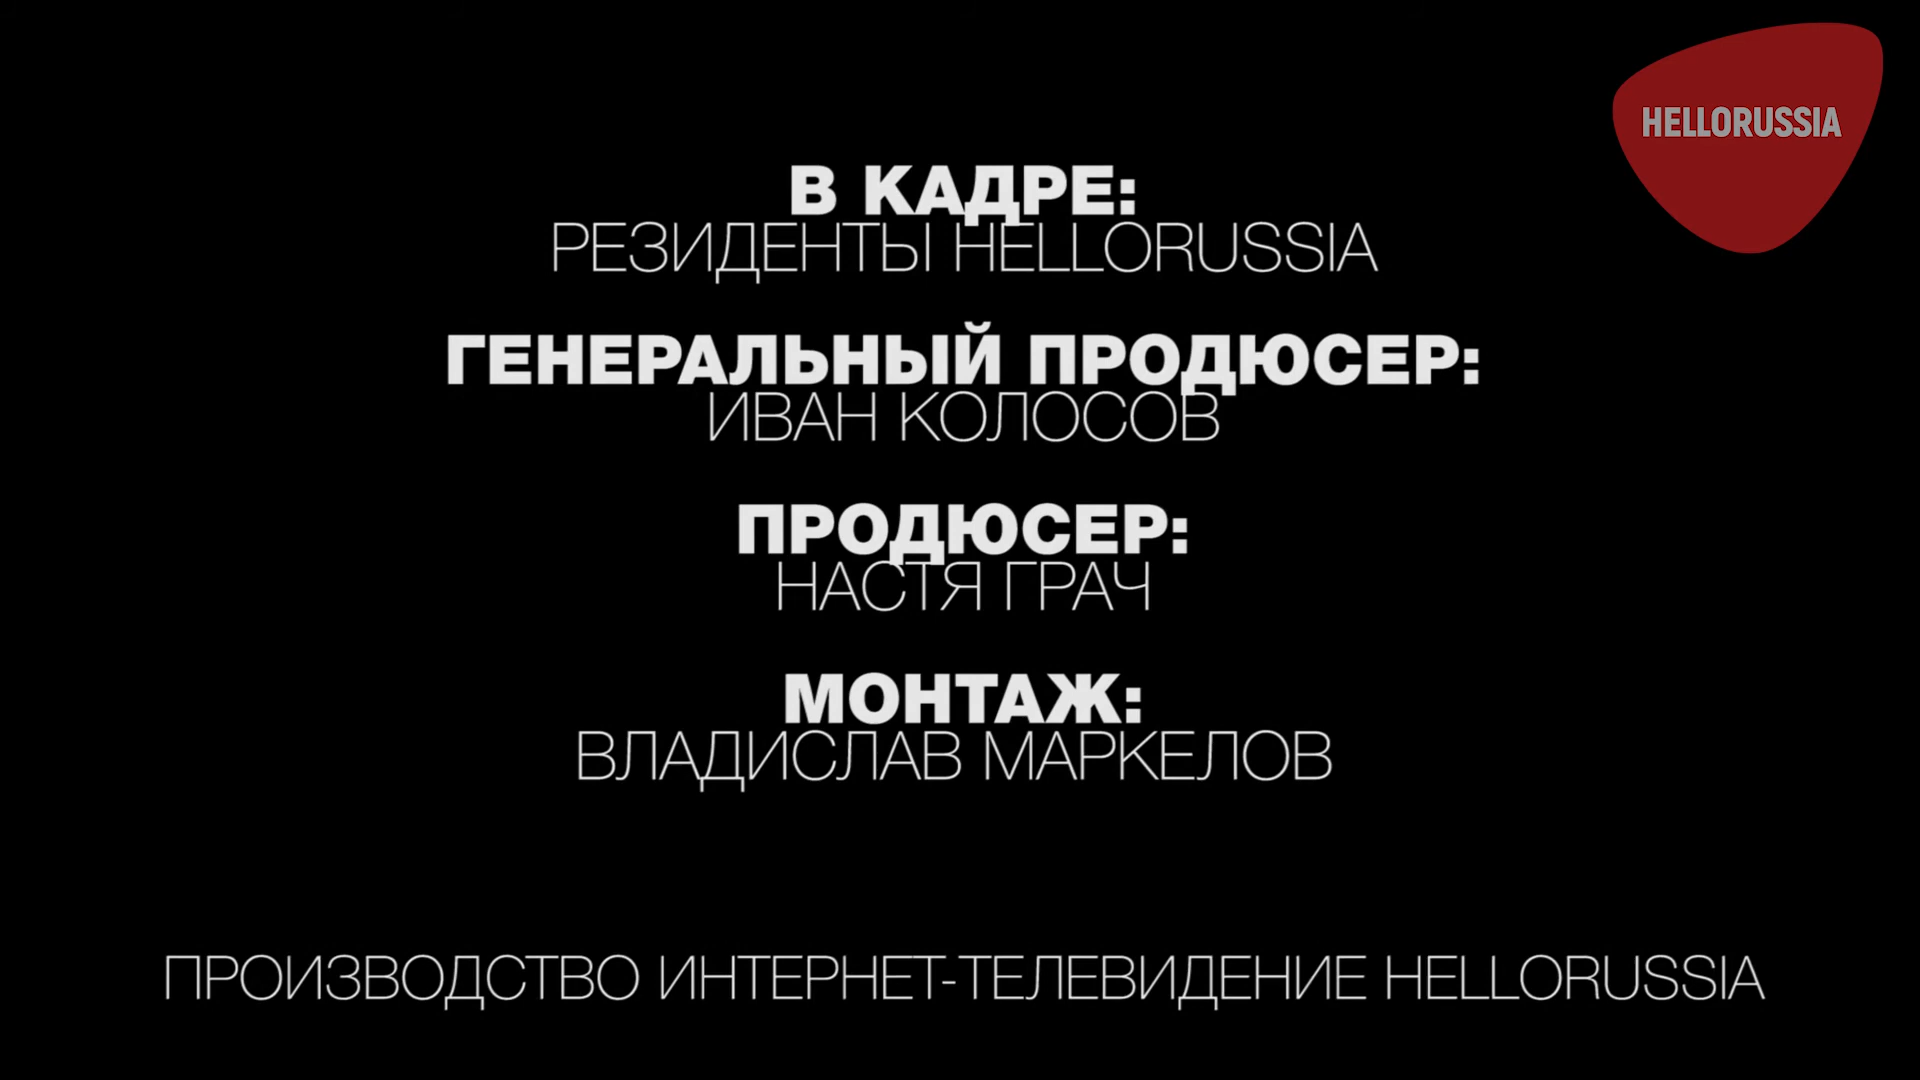 HELLORUSSIA
В КАДРЕ:
РЕЗИДЕНТЫ HELLORUSSIA
ГЕНЕРАЛЬНЫЙ ПРОДЮСЕР:
ИВАН КОЛОСОВ
ПРОДЮСЕР:
НАСТЯ ГРАЧ
МОНТАЖ:
ВЛАДИСЛАВ МАРКЕЛОВ
ПРОИЗВОДСТВО ИНТЕРНЕТ-ТЕЛЕВИДЕНИЕ HELLORUSSIA